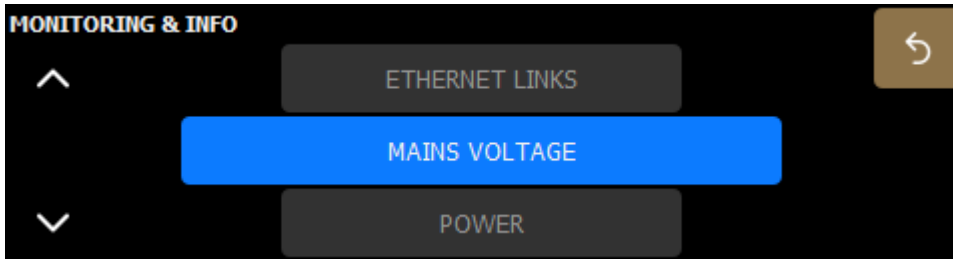 MONITORING & INFO
ETHERNET LINKS
MAINS VOLTAGE
POWER